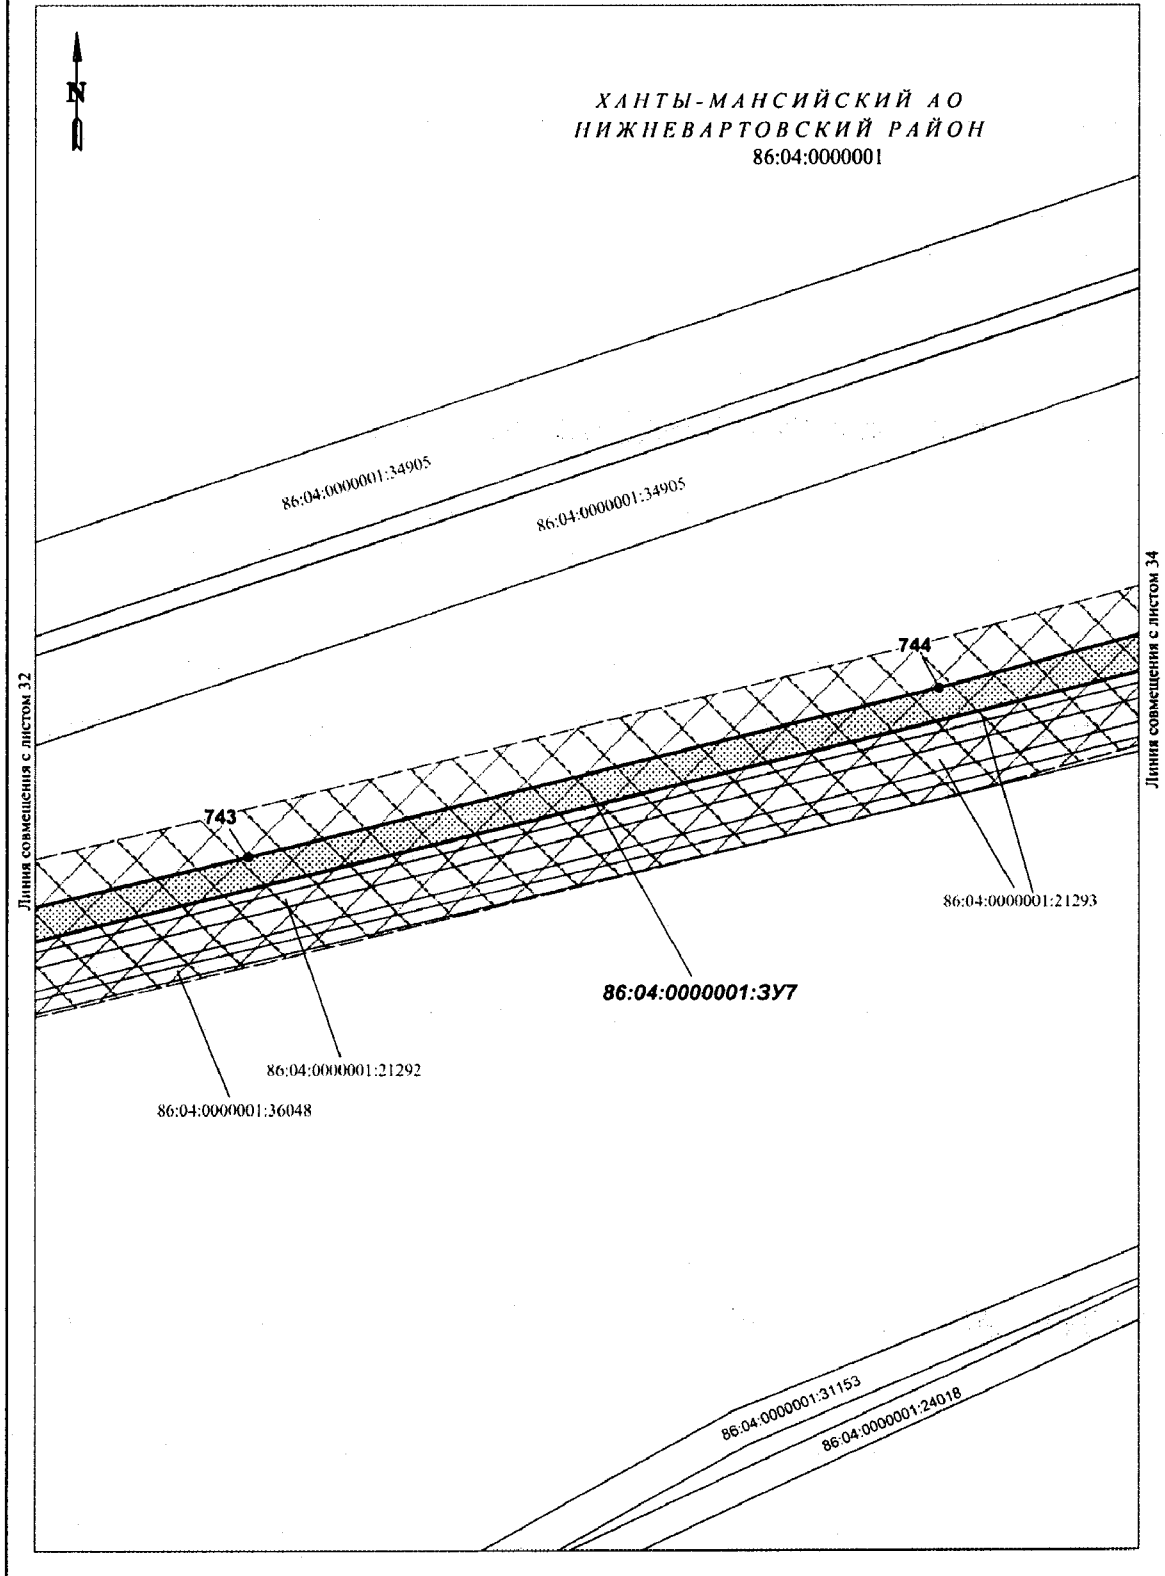 N
ХАНТЫ-МАНСИЙСКИЙ АО
НИЖНЕВАРТОВСКИЙ РАЙОН
86:04:0000001
86:04:0000001:34905
86:04:0000001:34905
Линия совмещения с листом 32
Линия совмещения с листом 34
744
743
86:04:0000001:21293
86:04:0000001:ЗУ7
86:04:0000001:21292
86:04:0000001:36048
86:04:0000001:31153
86:04:0000001:24018